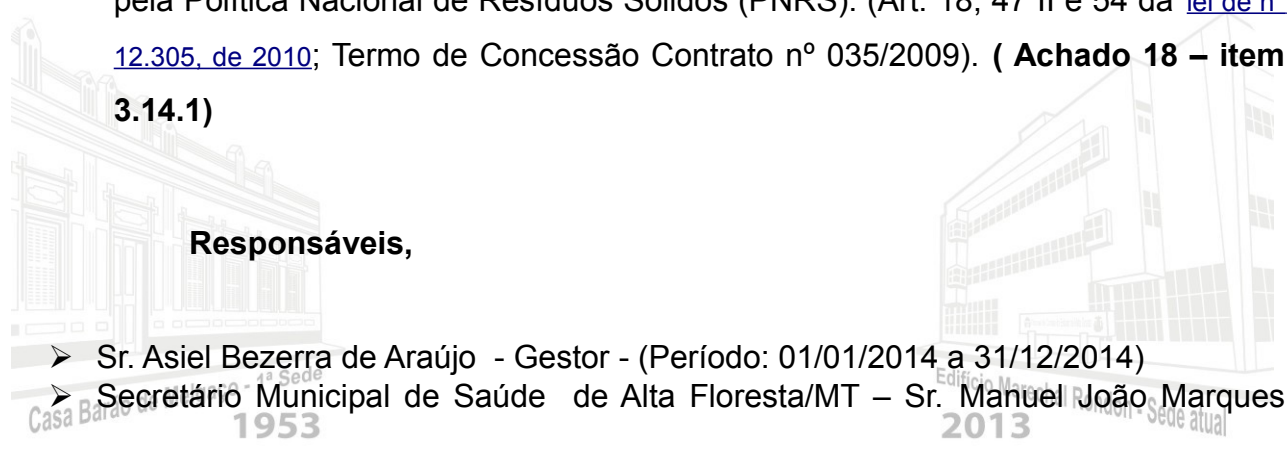 pela Política Nacional de Resíduos Sólidos (PNRS). (Art. 18, 47 II e 54 da lei de nº
12.305, de 2010; Termo de Concessão Contrato nº 035/2009). ( Achado 18 – item
3.14.1)
Responsáveis,
➢ Sr. Asiel Bezerra de Araújo - Gestor - (Período: 01/01/2014 a 31/12/2014)
➢ Secretário Municipal de Saúde de Alta Floresta/MT – Sr. Manuel João Marques
Casa Barão - 1ª Sede
1953
Edifício Rondon - Sede atual
2013